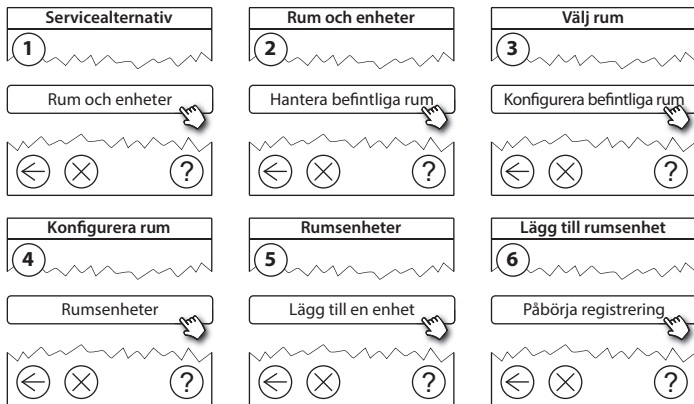 Servicealternativ
1
Rum och enheter
?
Rum och enheter
2
Hantera befintliga rum
?
Välj rum
3
Konfigurera befintliga rum
?
Konfigurera rum
4
Rumsenheter
?
Rumsenheter
5
Lägg till en enhet
?
Lägg till rumsenhet
6
Påbörja registrering
?